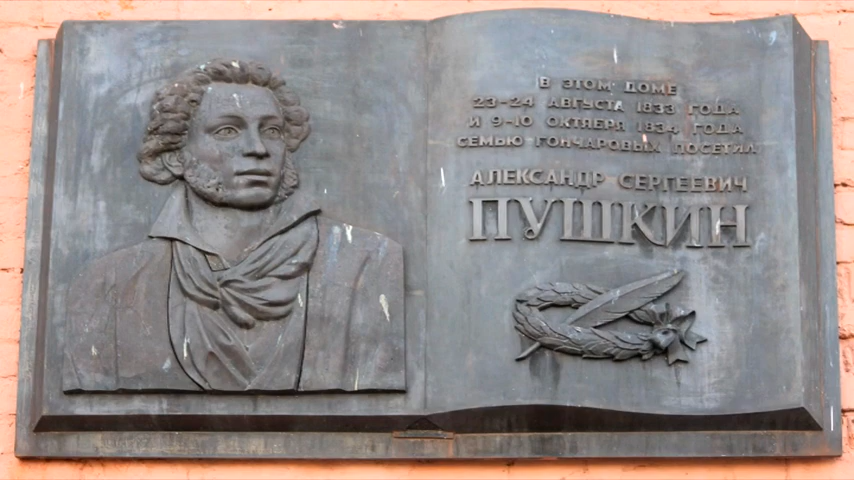 В ЭТОМ ДОМЕ
23-24 АВГУСТА 1833 ГОДА
И 9-10 ОКТЯБРЯ 1834 ГОДА
СЕМЬЮ ГОНЧАРОВЫХ ПОСЕТИЛ
АЛЕКСАНДР СЕРГЕЕВИЧ
ПУШКИН